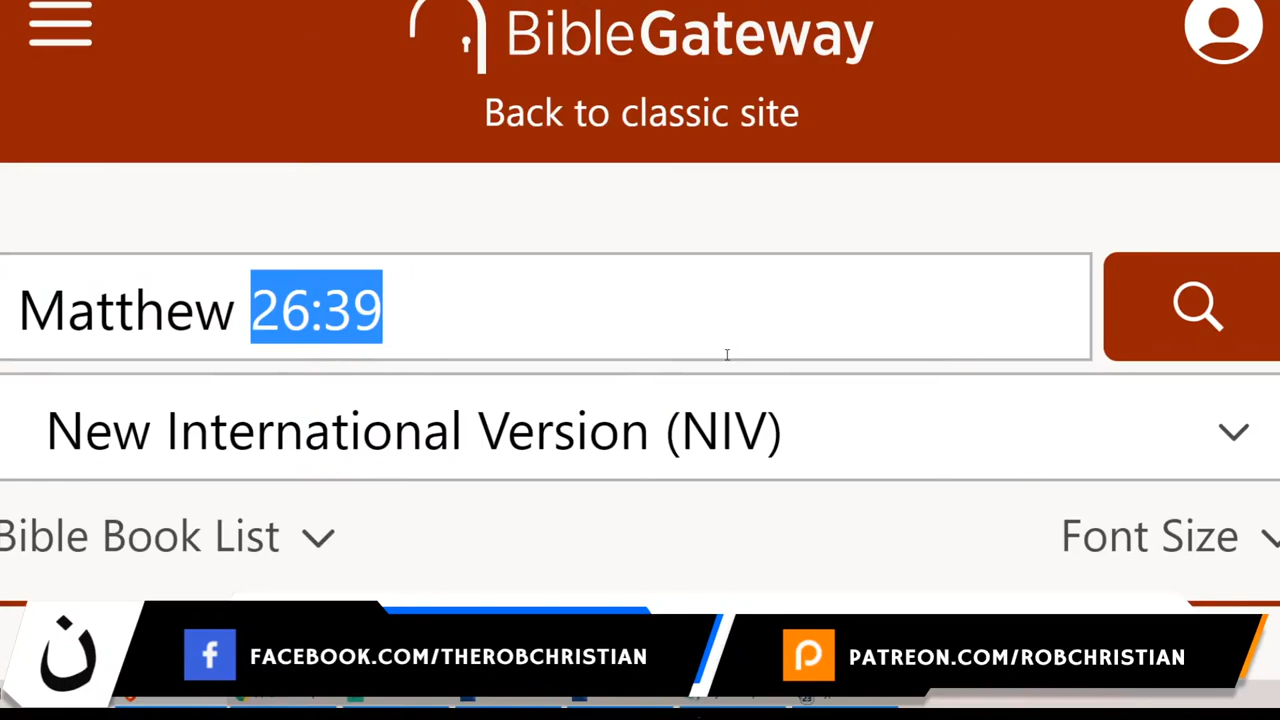 BibleGateway
Back to classic site
Matthew 26:39
New International Version (NIV)
Bible Book List
Font Size
ن
f FACEBOOK.COM/THEROBCHRISTIAN
PATREON.COM/ROBCHRISTIAN